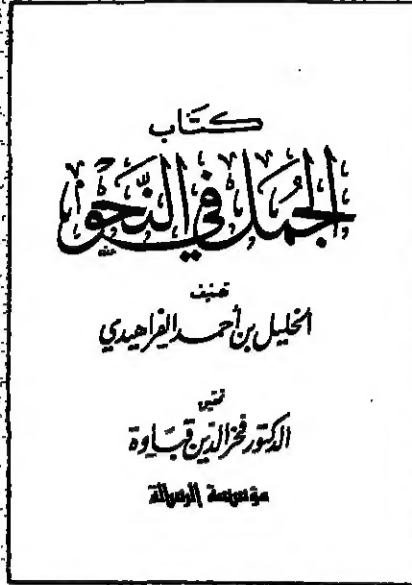 كتاب
الجمل في النحو
تصنيف
الخليل بن أحمد الفراهيدي
تحقيق
الدكتور فخر الدين قباوة
مؤسسة الرسالة